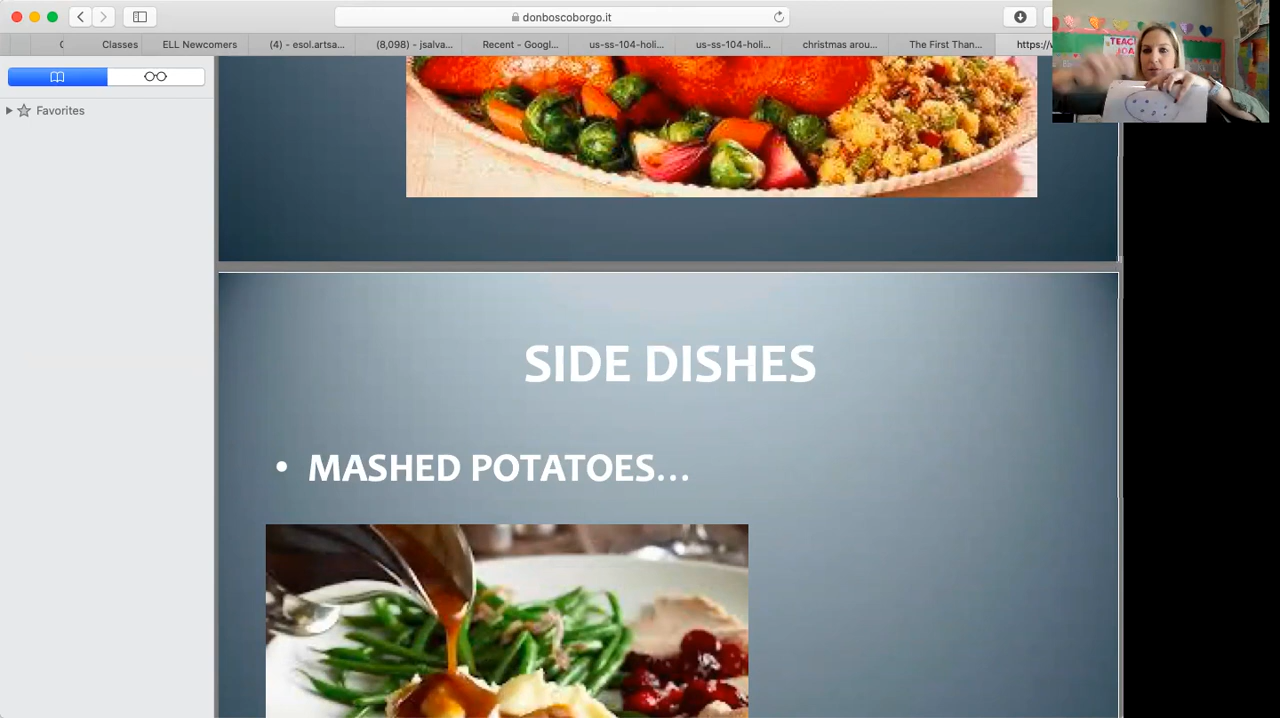 donboscoborgo.it
Classes
ELL Newcomers
(4) - esol.artsa...
(8,098) - jsalva...
Recent - Googl...
us-ss-104-holi...
us-ss-104-holi...
christmas arou...
The First Than...
Favorites
SIDE DISHES
• MASHED POTATOES...